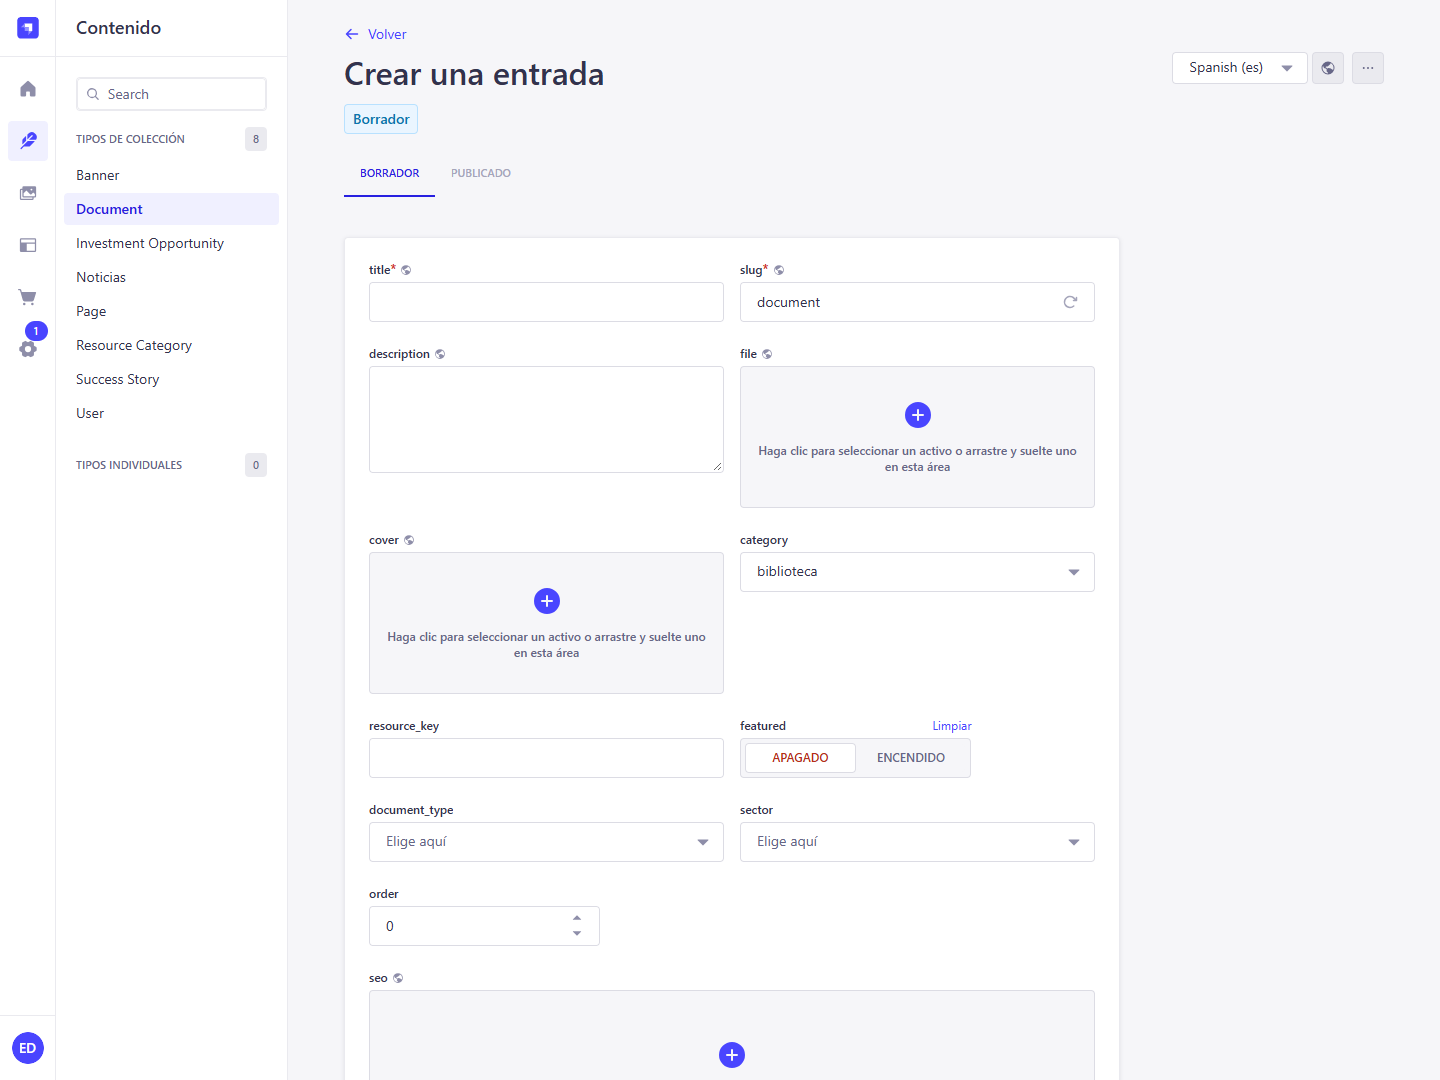 Contenido
Search
TIPOS DE COLECCIÓN 8
Banner
Document
Investment Opportunity
Noticias
Page
Resource Category
Success Story
User
TIPOS INDIVIDUALES 0
1
ED
Volver
Crear una entrada
Borrador
Spanish (es)
BORRADOR PUBLICADO
title*
slug*
document
description
file
Haga clic para seleccionar un activo o arrastre y suelte uno
en esta área
cover
Haga clic para seleccionar un activo o arrastre y suelte uno
en esta área
category
biblioteca
resource_key
featured Limpiar
APAGADO ENCENDIDO
document_type
Elige aquí
sector
Elige aquí
order
0
seo